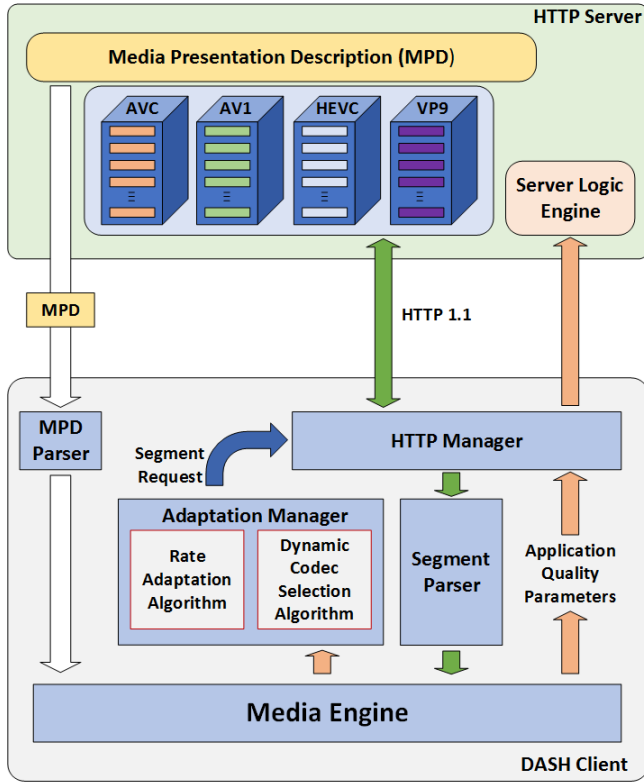 HTTP Server
Media Presentation Description (MPD)
AVC
AV1
HEVC
VP9
Server Logic
Engine
MPD
HTTP 1.1
MPD
Parser
Segment
Request
HTTP Manager
Adaptation Manager
Rate
Adaptation
Algorithm
Dynamic
Codec
Selection
Algorithm
Segment
Parser
Application
Quality
Parameters
Media Engine
DASH Client